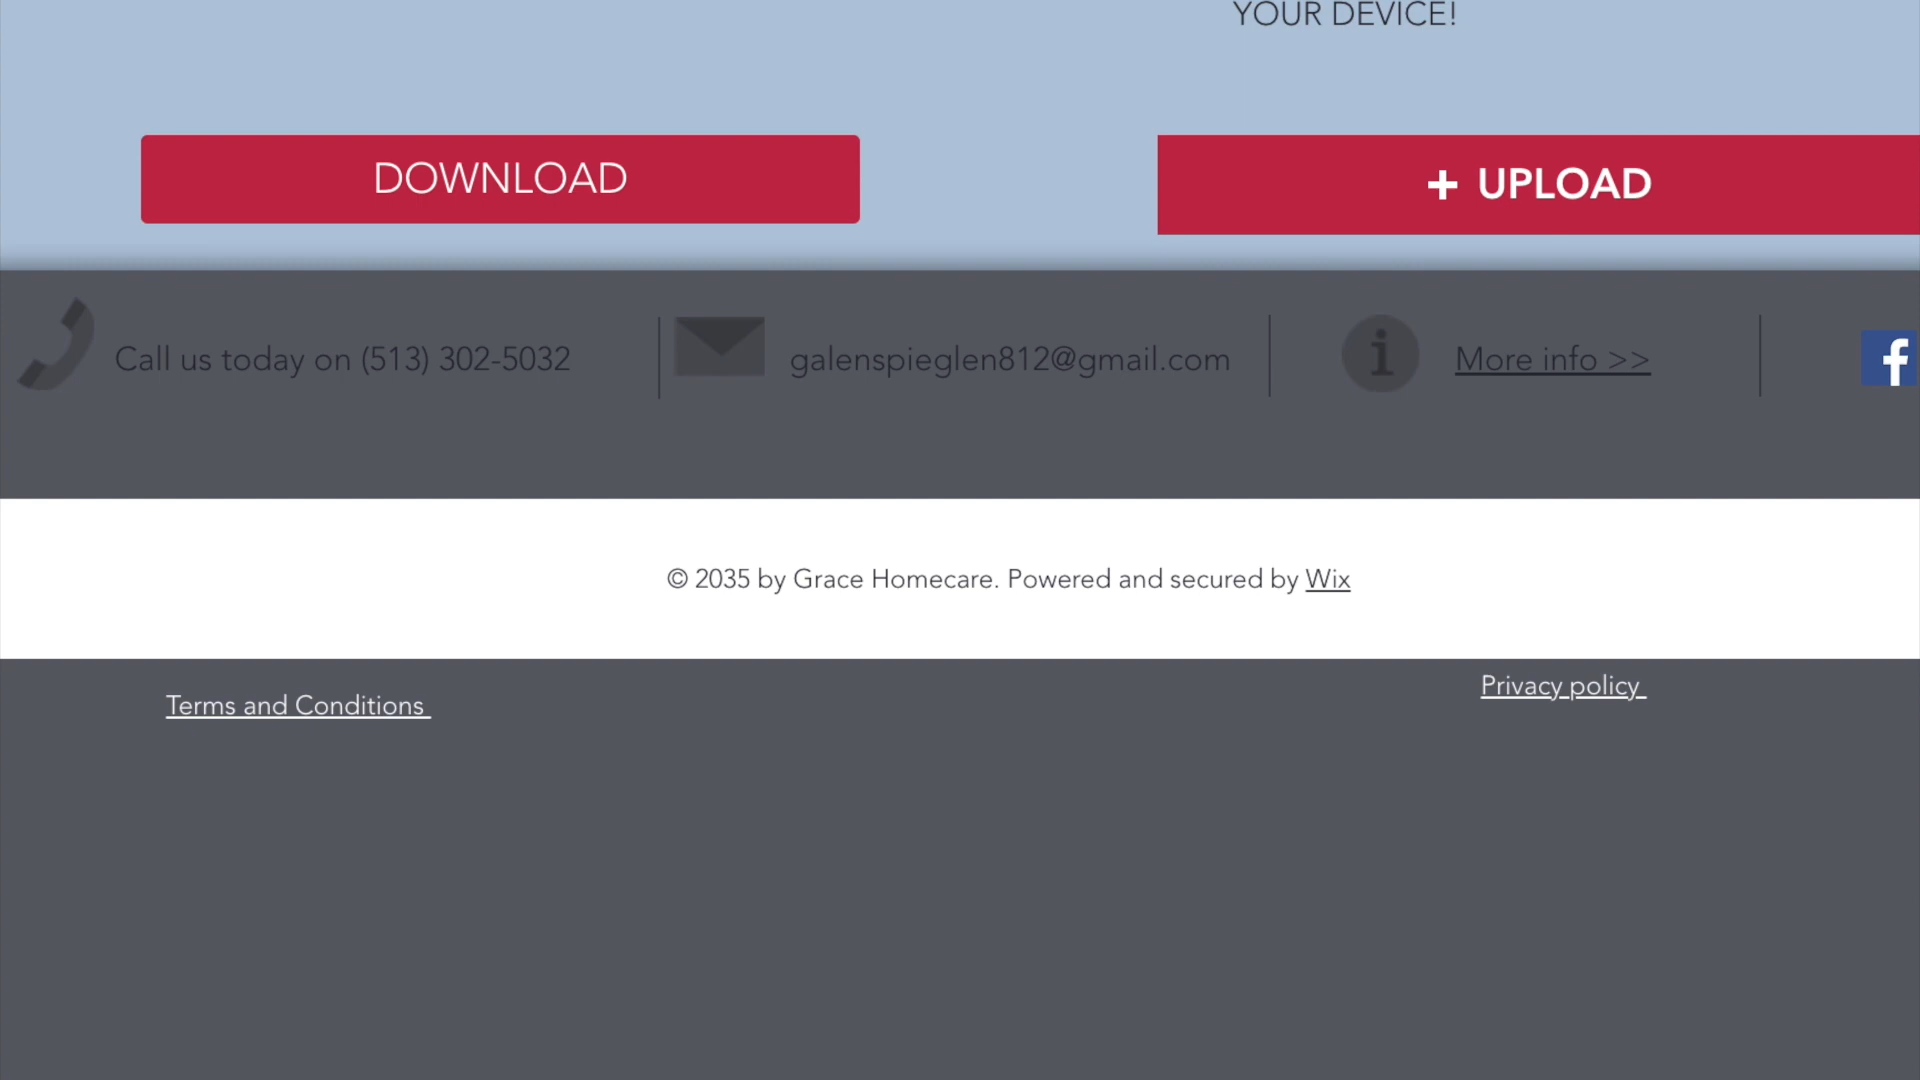 YOUR DEVICE!
DOWNLOAD
+ UPLOAD
Call us today on (513) 302-5032
galenspieglen812@gmail.com
More info >>
f
© 2035 by Grace Homecare. Powered and secured by Wix
Privacy policy
Terms and Conditions